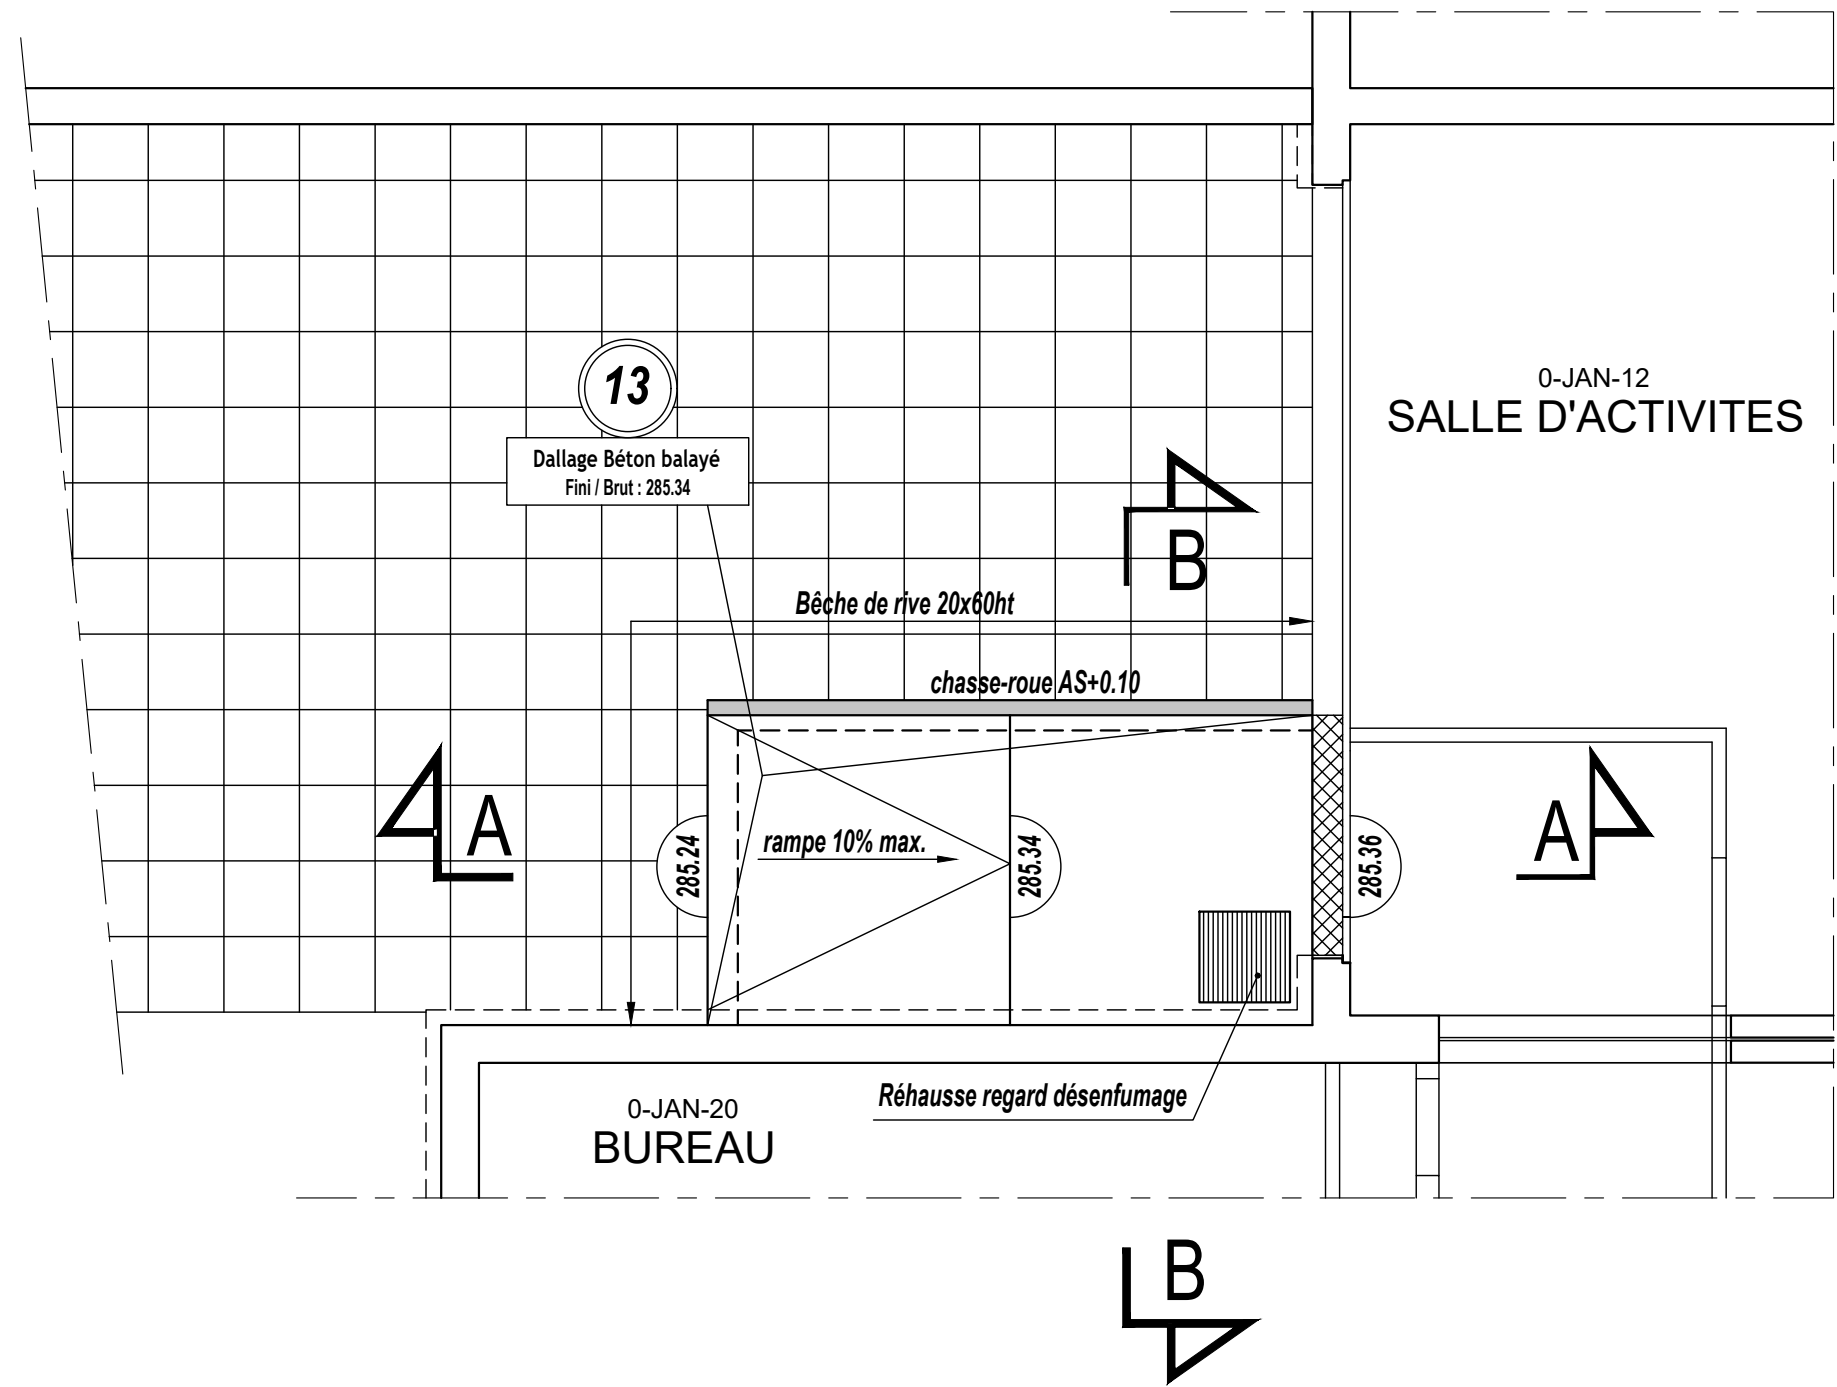 13
Dallage Béton balayé
Fini / Brut : 285.34
0-JAN-12
SALLE D'ACTIVITES
B
Bêche de rive 20x60ht
chasse-roue AS+0.10
A
285.24
rampe 10% max.
285.34
285.36
A
Réhausse regard désenfumage
0-JAN-20
BUREAU
B